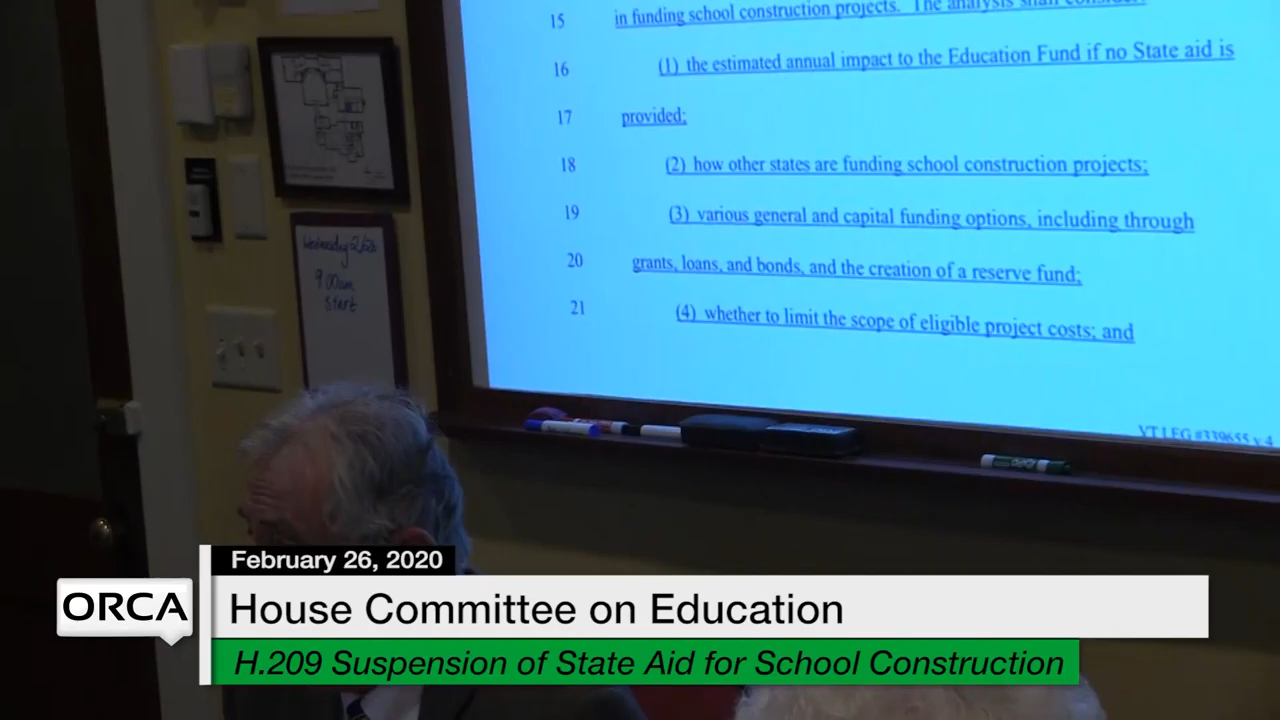 15 in funding school construction projects. The analysis shall consider:
16 (1) the estimated annual impact to the Education Fund if no State aid is
17 provided;
18 (2) how other states are funding school construction projects;
19 (3) various general and capital funding options, including through
20 grants, loans, and bonds, and the creation of a reserve fund;
21 (4) whether to limit the scope of eligible project costs; and
VT LEG #339655 v.4
Wednesday 2/26
9:00am
Start
February 26, 2020
ORCA
House Committee on Education
H.209 Suspension of State Aid for School Construction